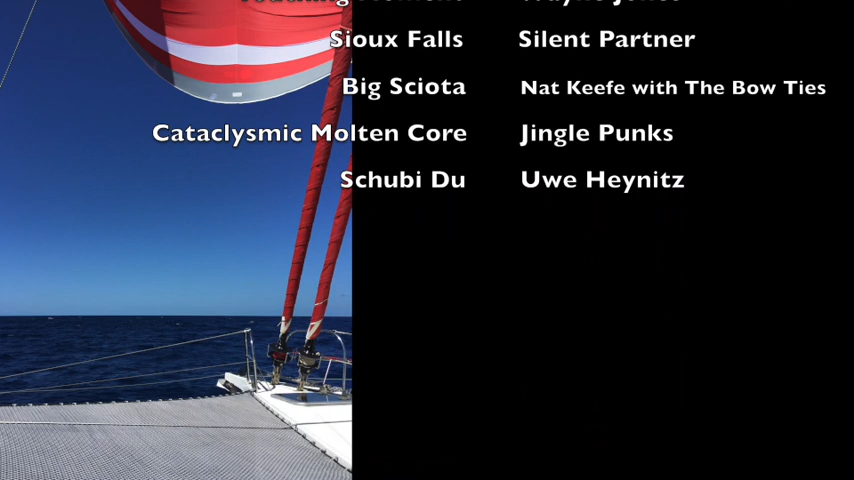 Sioux Falls Silent Partner
Big Sciota Nat Keefe with The Bow Ties
Cataclysmic Molten Core Jingle Punks
Schubi Du Uwe Heynitz